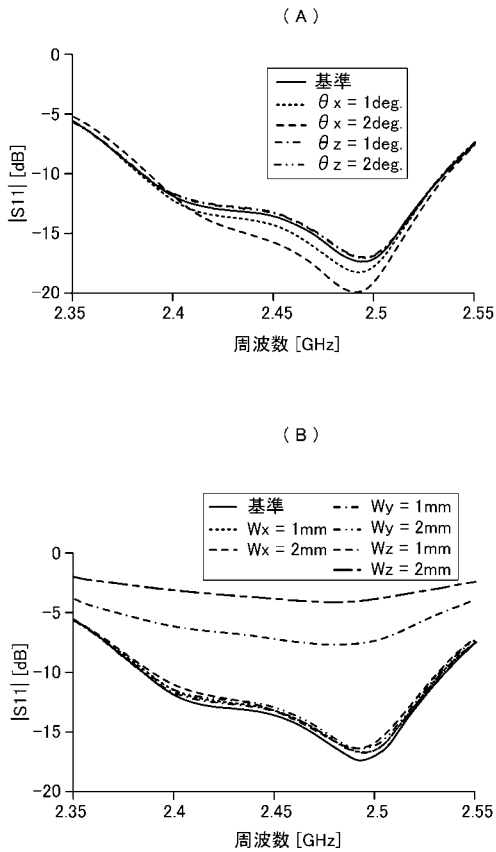 ( A )
0
−5
−10
−15
−20
|S11| [dB]
基準
θx = 1deg.
θx = 2deg.
θz = 1deg.
θz = 2deg.
2.35
2.4
2.45
2.5
2.55
周波数 [GHz]
( B )
基準
Wx = 1mm
Wx = 2mm
Wy = 1mm
Wy = 2mm
Wz = 1mm
Wz = 2mm
0
−5
−10
−15
−20
|S11| [dB]
2.35
2.4
2.45
2.5
2.55
周波数 [GHz]